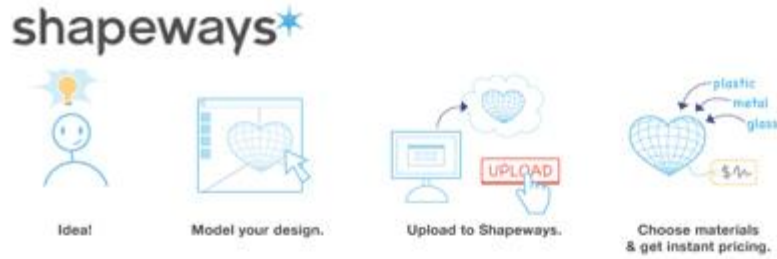 shapeways*
plastic
metal
glass
UPLOAD
$
Idea!
Model your design.
Upload to Shapeways.
Choose materials
& get instant pricing.